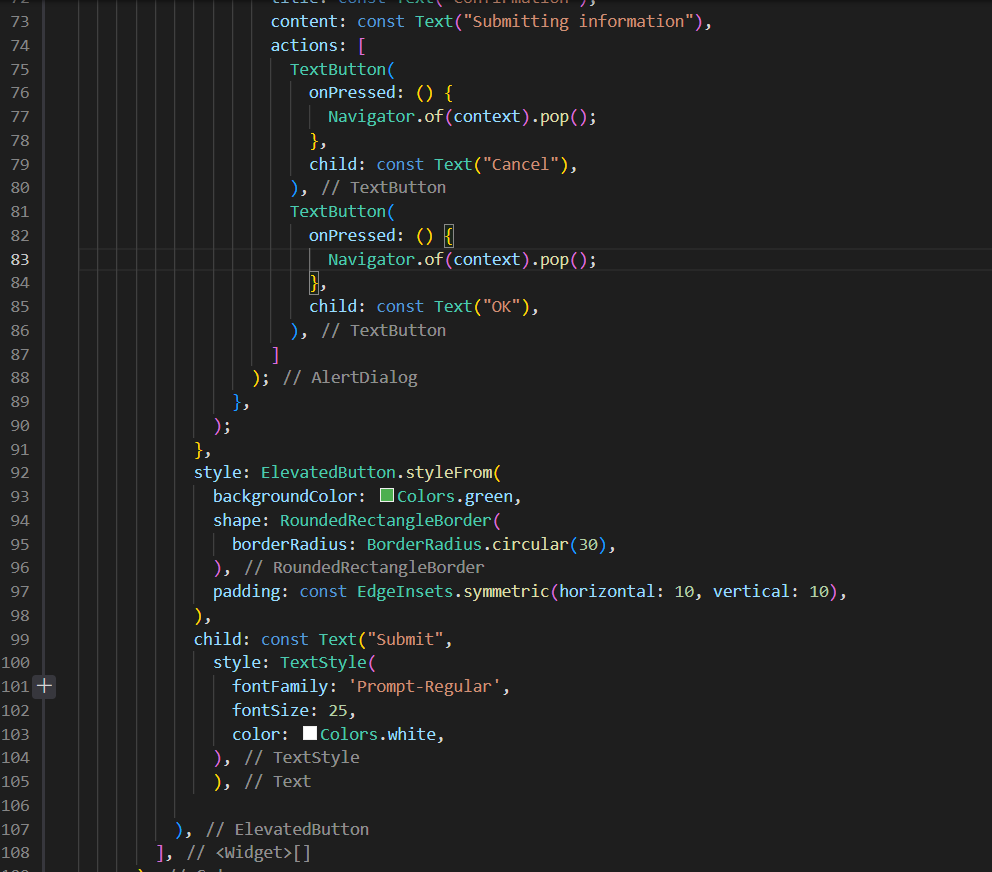 72 title: const Text("Confirmation"),
73 content: const Text("Submitting information"),
74 actions: [
75 TextButton(
76 onPressed: () {
77 Navigator.of(context).pop();
78 },
79 child: const Text("Cancel"),
80 ), // TextButton
81 TextButton(
82 onPressed: () {
83 Navigator.of(context).pop();
84 },
85 child: const Text("OK"),
86 ), // TextButton
87 ]
88 ); // AlertDialog
89 },
90 );
91 },
92 style: ElevatedButton.styleFrom(
93 backgroundColor: Colors.green,
94 shape: RoundedRectangleBorder(
95 borderRadius: BorderRadius.circular(30),
96 ), // RoundedRectangleBorder
97 padding: const EdgeInsets.symmetric(horizontal: 10, vertical: 10),
98 ),
99 child: const Text("Submit",
100 style: TextStyle(
101 fontFamily: 'Prompt-Regular',
102 fontSize: 25,
103 color: Colors.white,
104 ), // TextStyle
105 ), // Text
106
107 ), // ElevatedButton
108 ], // <Widget>[]